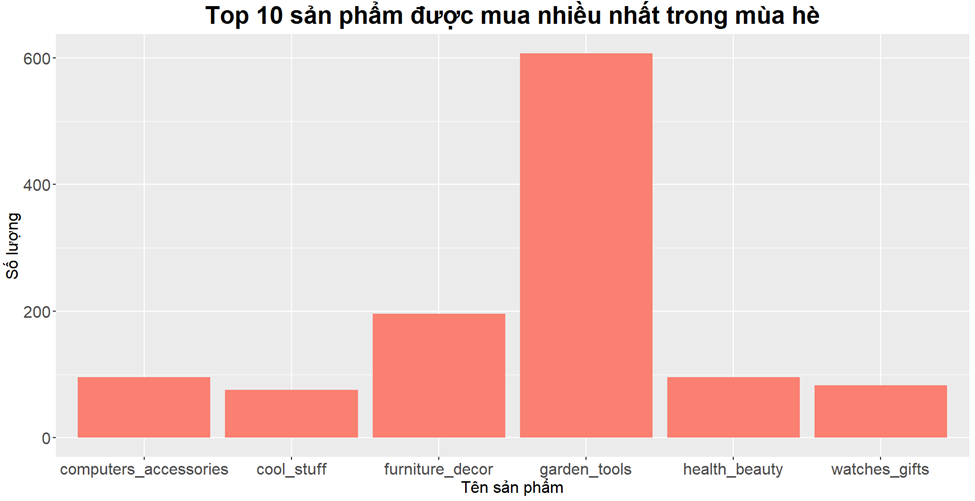 Top 10 sản phẩm được mua nhiều nhất trong mùa hè
Số lượng
600
400
200
0
computers_accessories cool_stuff furniture_decor garden_tools health_beauty watches_gifts
Tên sản phẩm